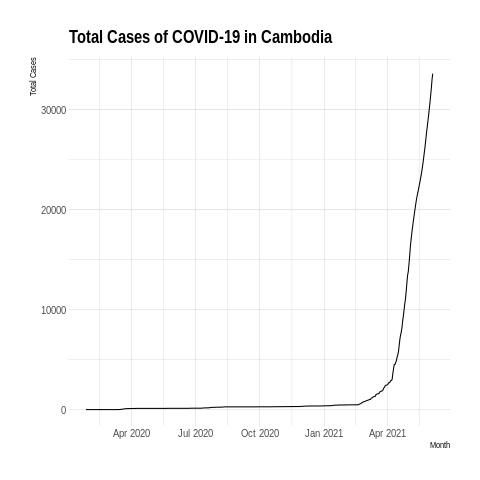 Total Cases of COVID-19 in Cambodia
Total Cases
30000
20000
10000
0
Apr 2020 Jul 2020 Oct 2020 Jan 2021 Apr 2021
Month